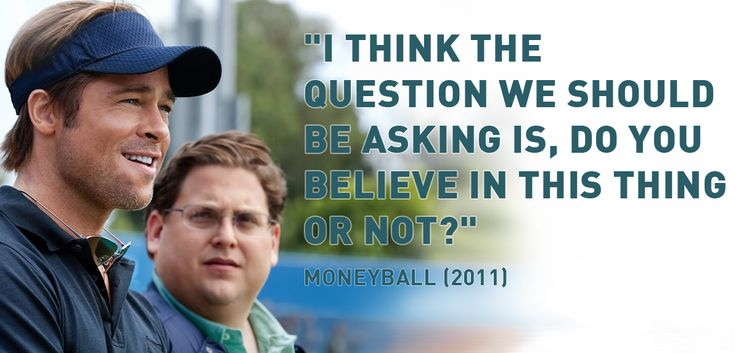 "I THINK THE
QUESTION WE SHOULD
BE ASKING IS, DO YOU
BELIEVE IN THIS THING
OR NOT?"
MONEYBALL (2011)